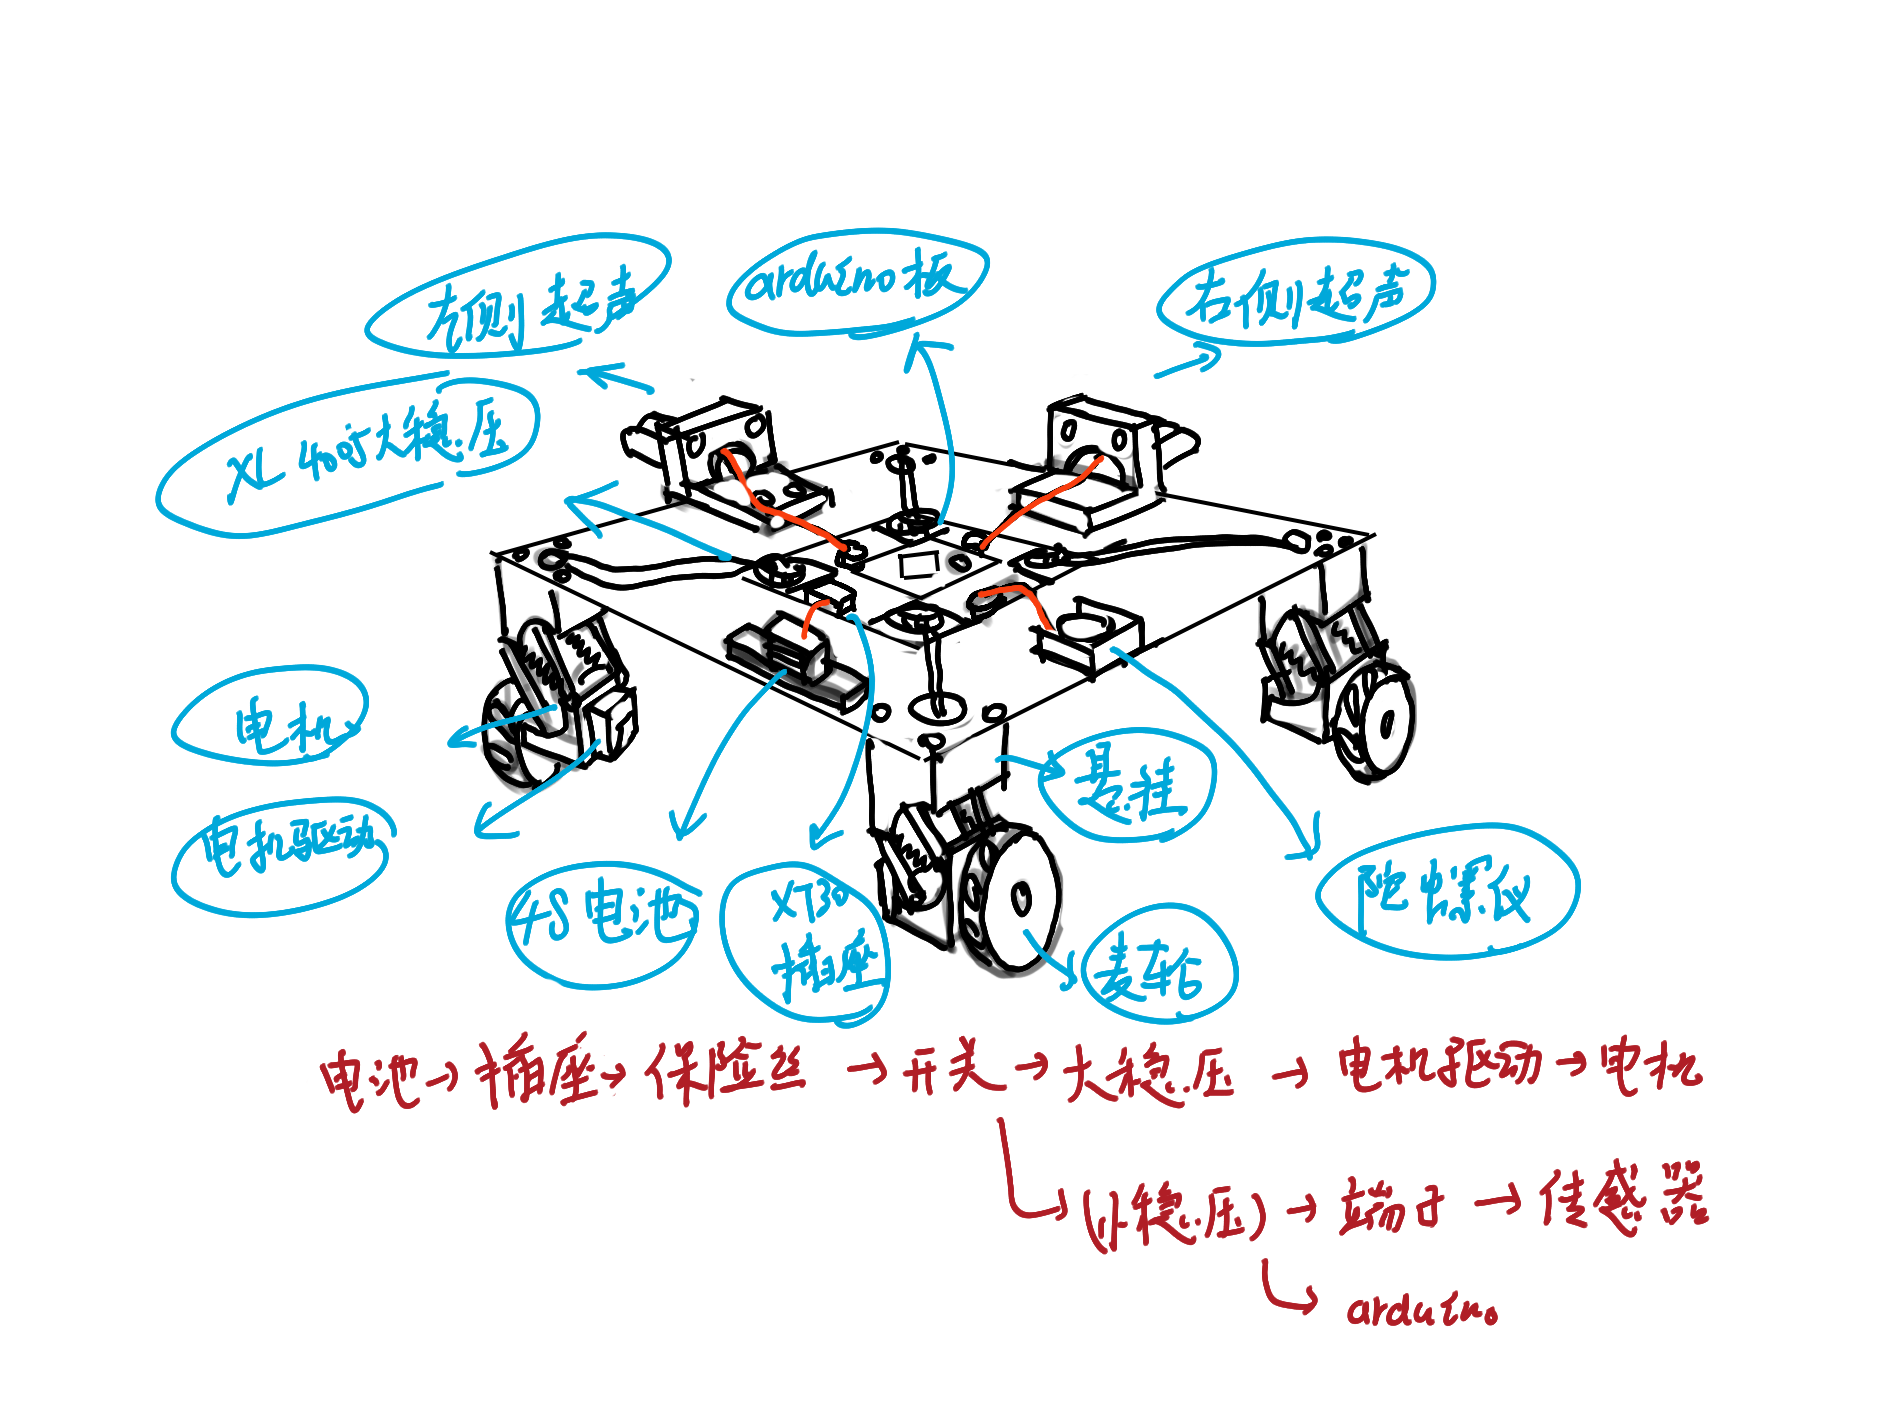 左侧超声
arduino板
右侧超声
XL4005大稳压
电机
电机驱动
4S电池
XT30
插座
悬挂
麦轮
陀螺仪
电池→插座→保险丝→开关→大稳压→电机驱动→电机
(小稳压)→端子→传感器
arduino